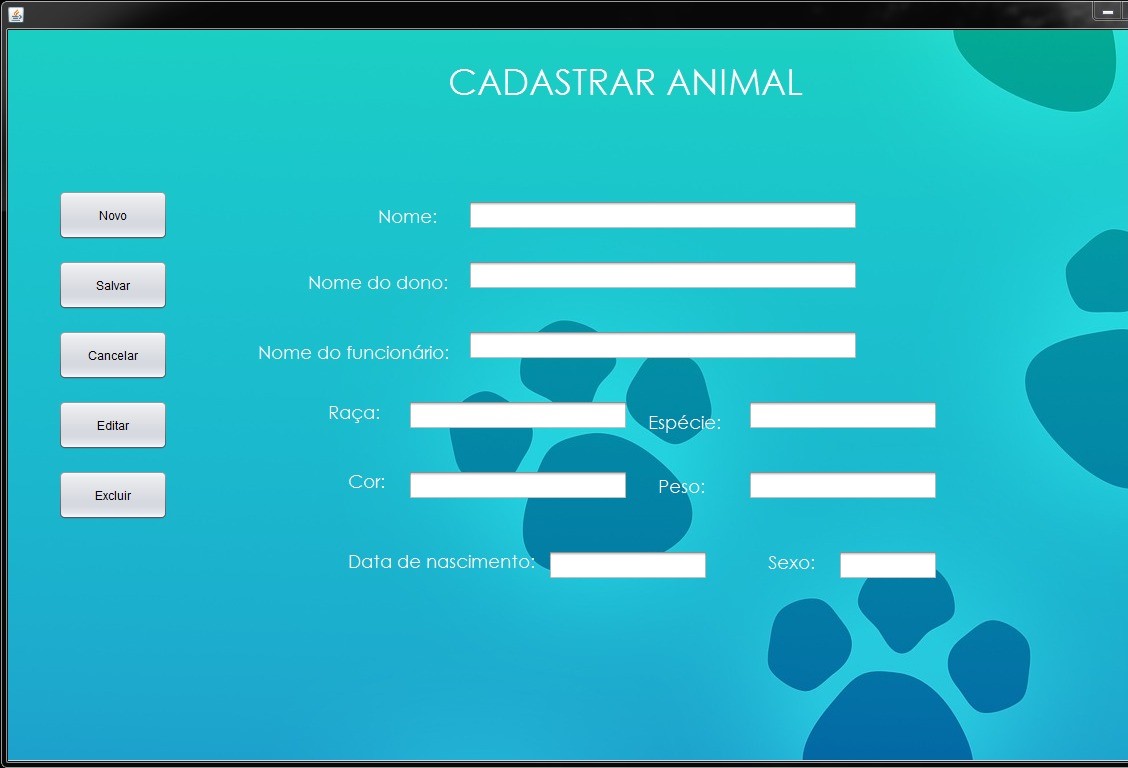 CADASTRAR ANIMAL
Novo
Salvar
Cancelar
Editar
Excluir
Nome:
Nome do dono:
Nome do funcionário:
Raça:
Espécie:
Cor:
Peso:
Data de nascimento:
Sexo: